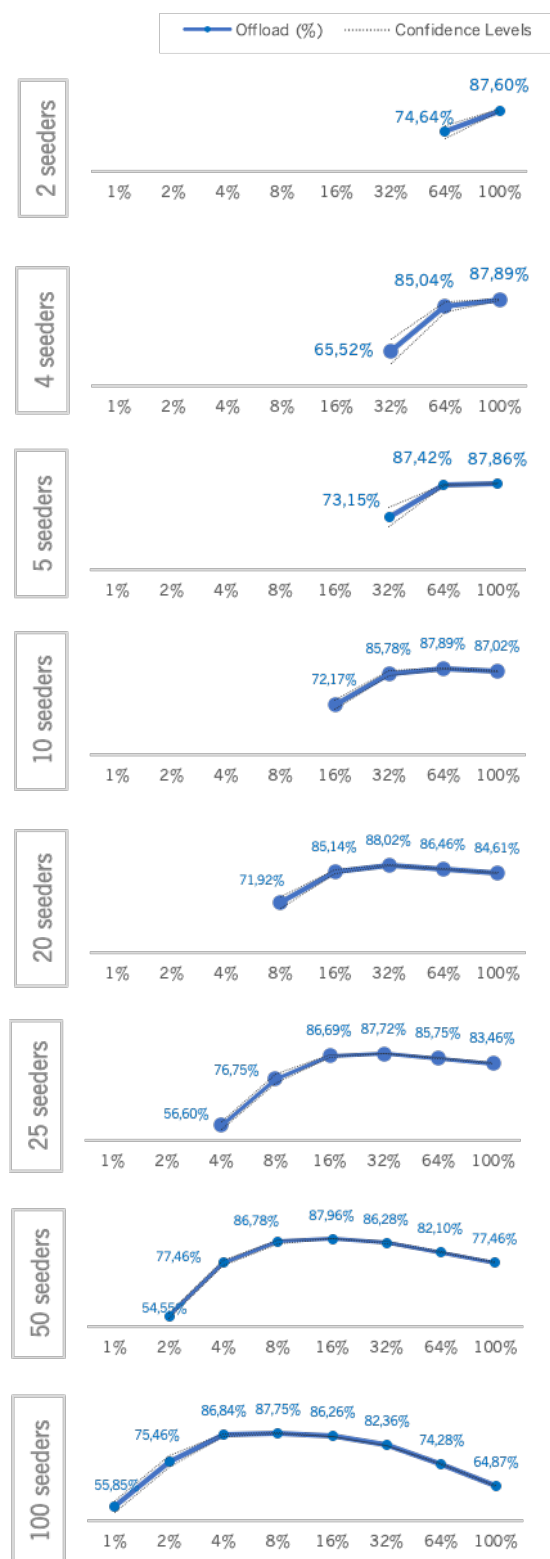 Offload (%) Confidence Levels
2 seeders
74,64% 87,60%
1% 2% 4% 8% 16% 32% 64% 100%
4 seeders
65,52% 85,04% 87,89%
1% 2% 4% 8% 16% 32% 64% 100%
5 seeders
73,15% 87,42% 87,86%
1% 2% 4% 8% 16% 32% 64% 100%
10 seeders
72,17% 85,78% 87,89% 87,02%
1% 2% 4% 8% 16% 32% 64% 100%
20 seeders
71,92% 85,14% 88,02% 86,46% 84,61%
1% 2% 4% 8% 16% 32% 64% 100%
25 seeders
56,60% 76,75% 86,69% 87,72% 85,75% 83,46%
1% 2% 4% 8% 16% 32% 64% 100%
50 seeders
54,55% 77,46% 86,78% 87,96% 86,28% 82,10% 77,46%
1% 2% 4% 8% 16% 32% 64% 100%
100 seeders
55,85% 75,46% 86,84% 87,75% 86,26% 82,36% 74,28% 64,87%
1% 2% 4% 8% 16% 32% 64% 100%